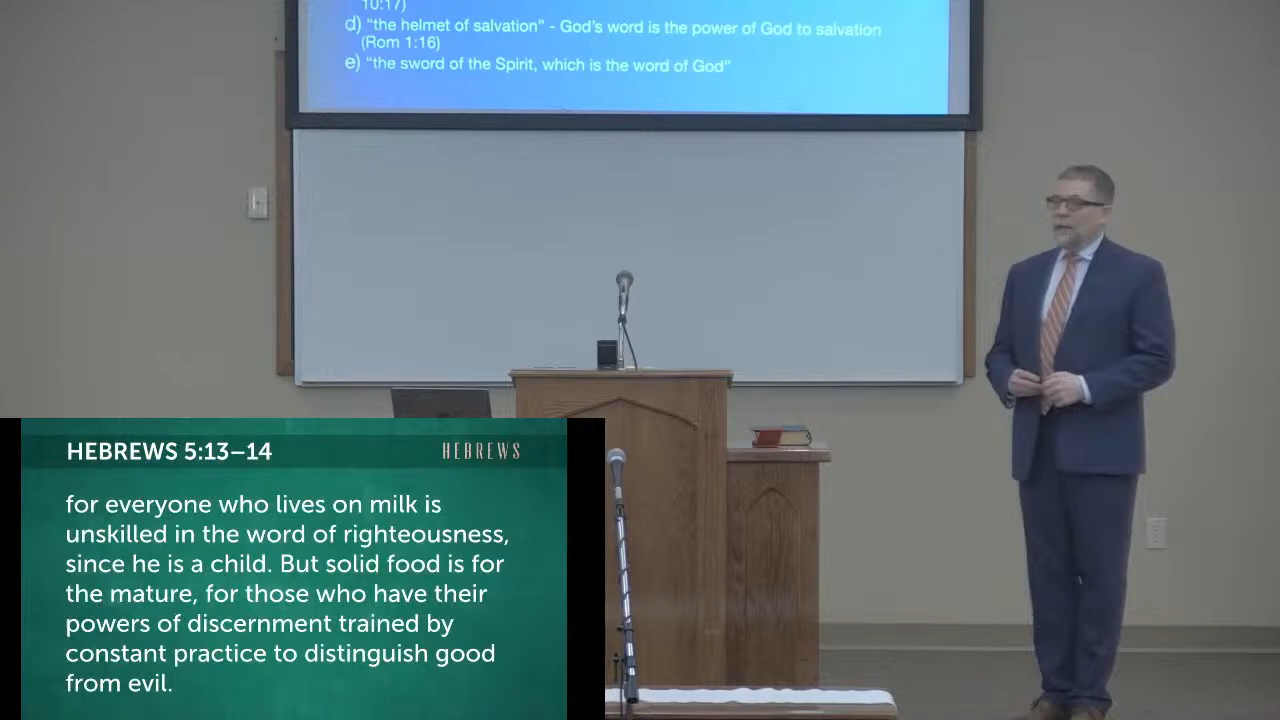 10:17)
d) “the helmet of salvation” - God’s word is the power of God to salvation
(Rom 1:16)
e) “the sword of the Spirit, which is the word of God”
HEBREWS 5:13–14
HEBREWS
for everyone who lives on milk is
unskilled in the word of righteousness,
since he is a child. But solid food is for
the mature, for those who have their
powers of discernment trained by
constant practice to distinguish good
from evil.